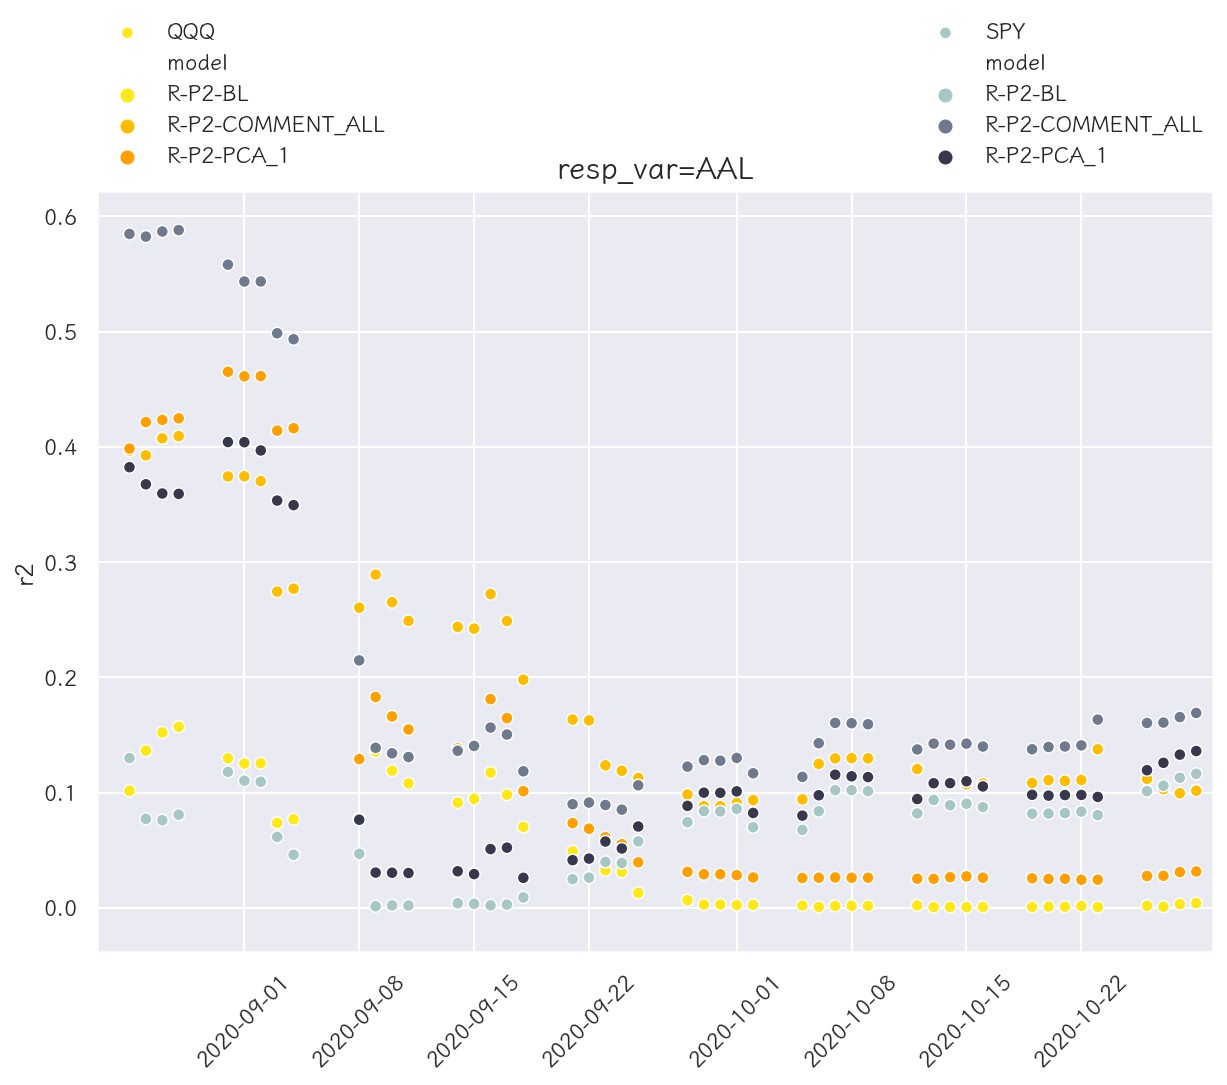 QQQ
model
R-P2-BL
R-P2-COMMENT_ALL
R-P2-PCA_1
SPY
model
R-P2-BL
R-P2-COMMENT_ALL
R-P2-PCA_1
resp_var=AAL
0.6
0.5
0.4
0.3
0.2
0.1
0.0
r2
2020-09-01
2020-09-08
2020-09-15
2020-09-22
2020-10-01
2020-10-08
2020-10-15
2020-10-22